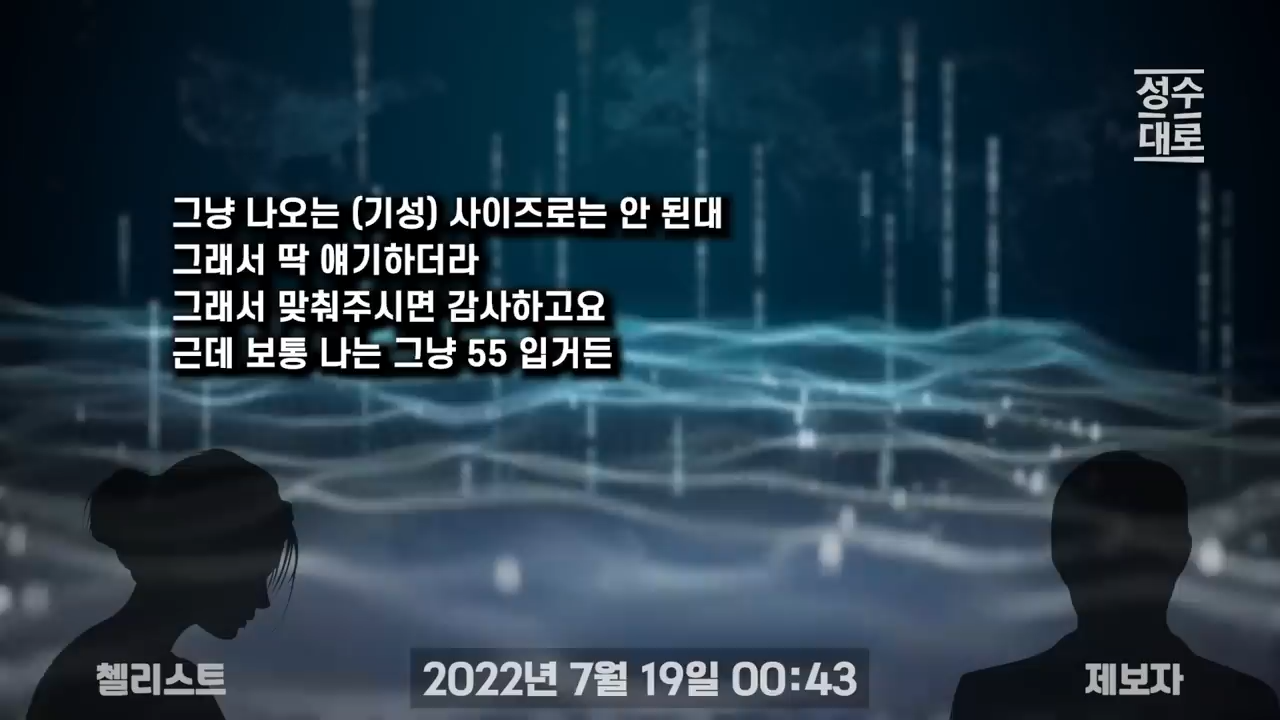 성수
대로
그냥 나오는 (기성) 사이즈로는 안 된대
그래서 딱 얘기하더라
그래서 맞춰주시면 감사하고요
근데 보통 나는 그냥 55 입거든
첼리스트
2022년 7월 19일 00:43
제보자